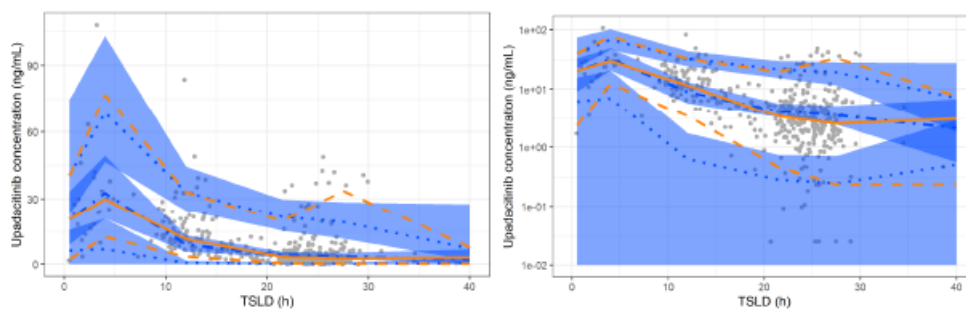 Upadacitinib concentration (ng/mL)
90
60
30
0
0
10
20
30
40
TSLD (h)
Upadacitinib concentration (ng/mL)
1e+02
1e+01
1e+00
1e-01
1e-02
0
10
20
30
40
TSLD (h)